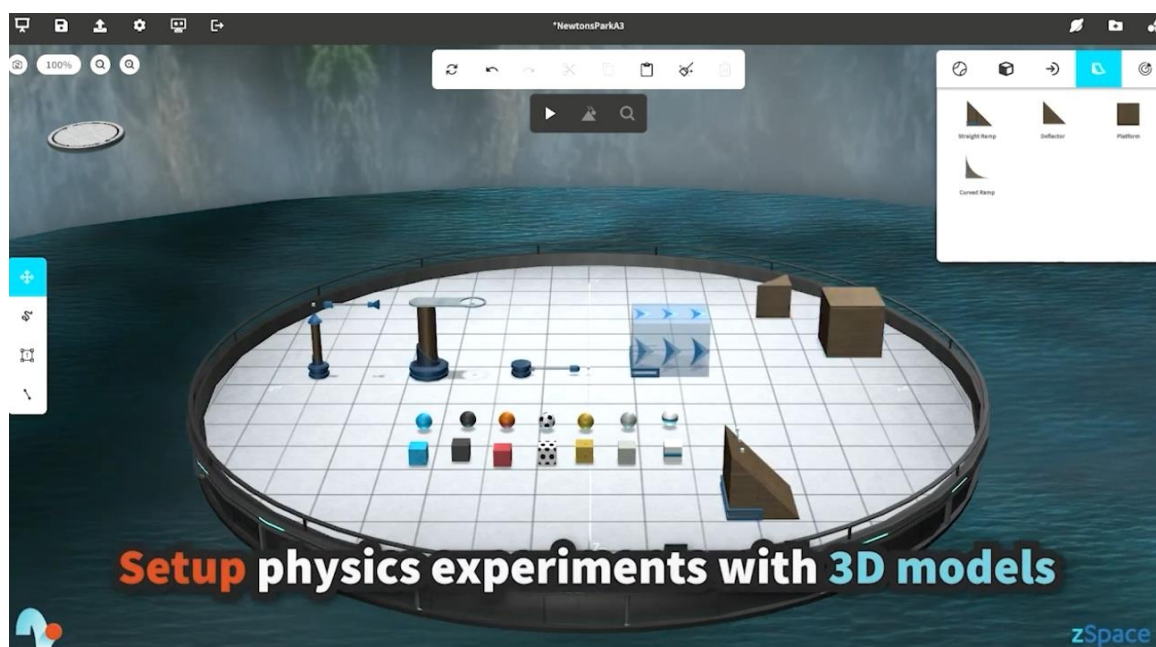 *NewtonsParkA3
100%
Straight Ramp
Deflector
Platform
Curved Ramp
Setup physics experiments with 3D models
zSpace